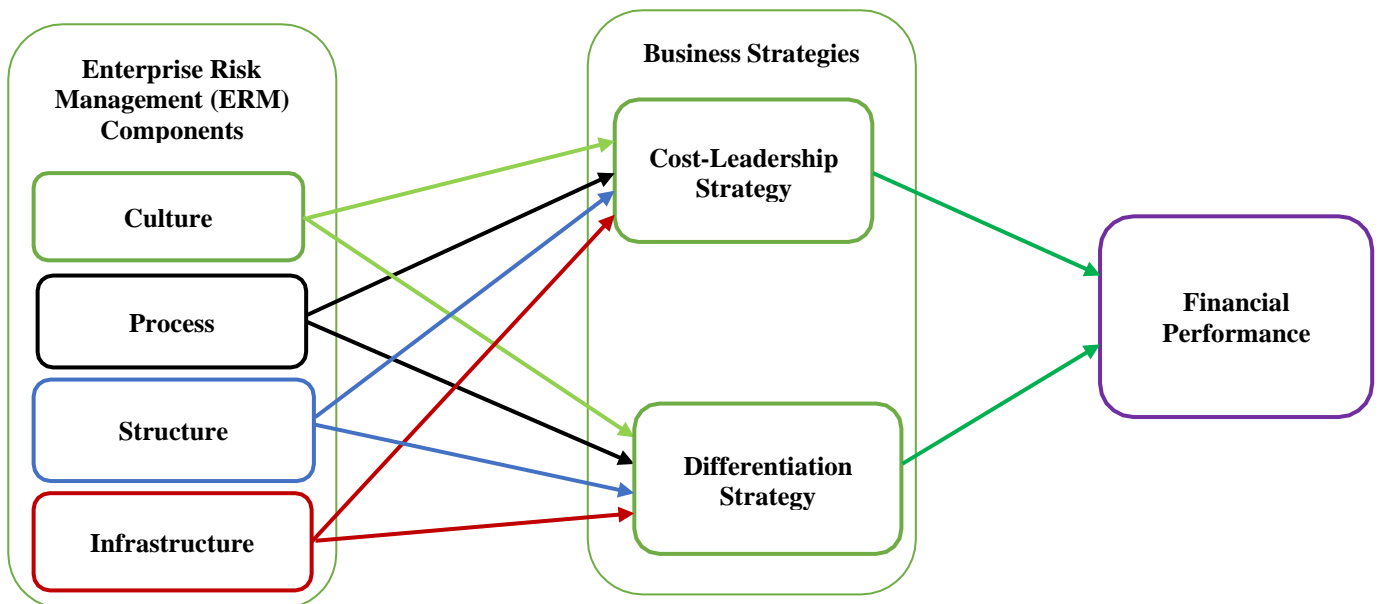 Enterprise Risk
Management (ERM)
Components
Culture
Process
Structure
Infrastructure
Business Strategies
Cost-Leadership
Strategy
Differentiation
Strategy
Financial
Performance